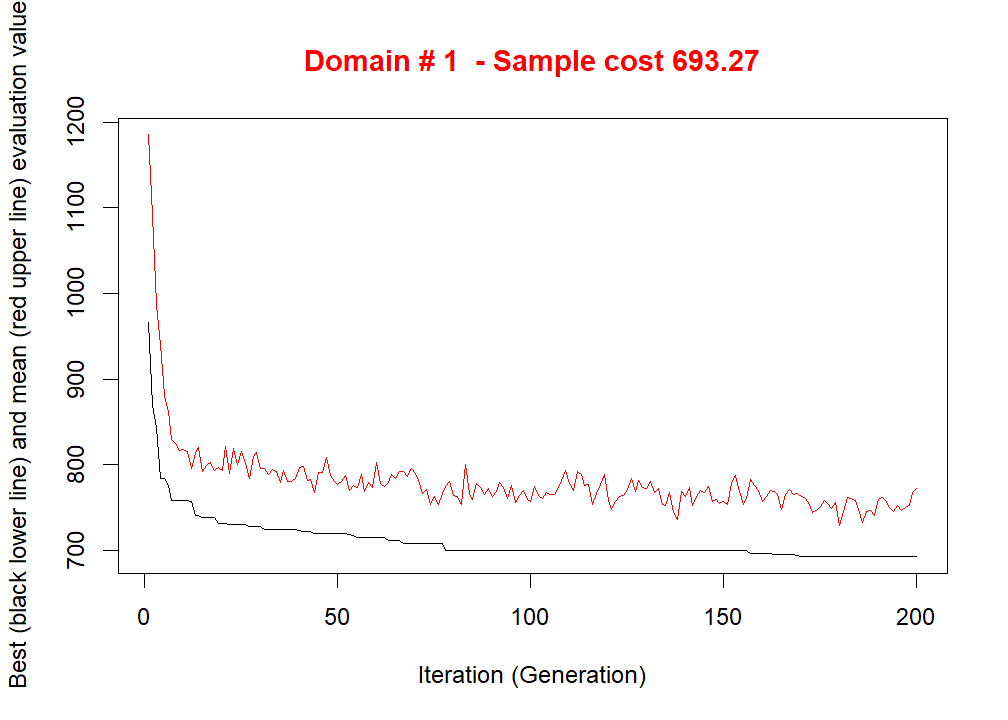 Domain # 1  - Sample cost 693.27
Best (black lower line) and mean (red upper line) evaluation value
1200
1100
1000
900
800
700
0 50 100 150 200
Iteration (Generation)